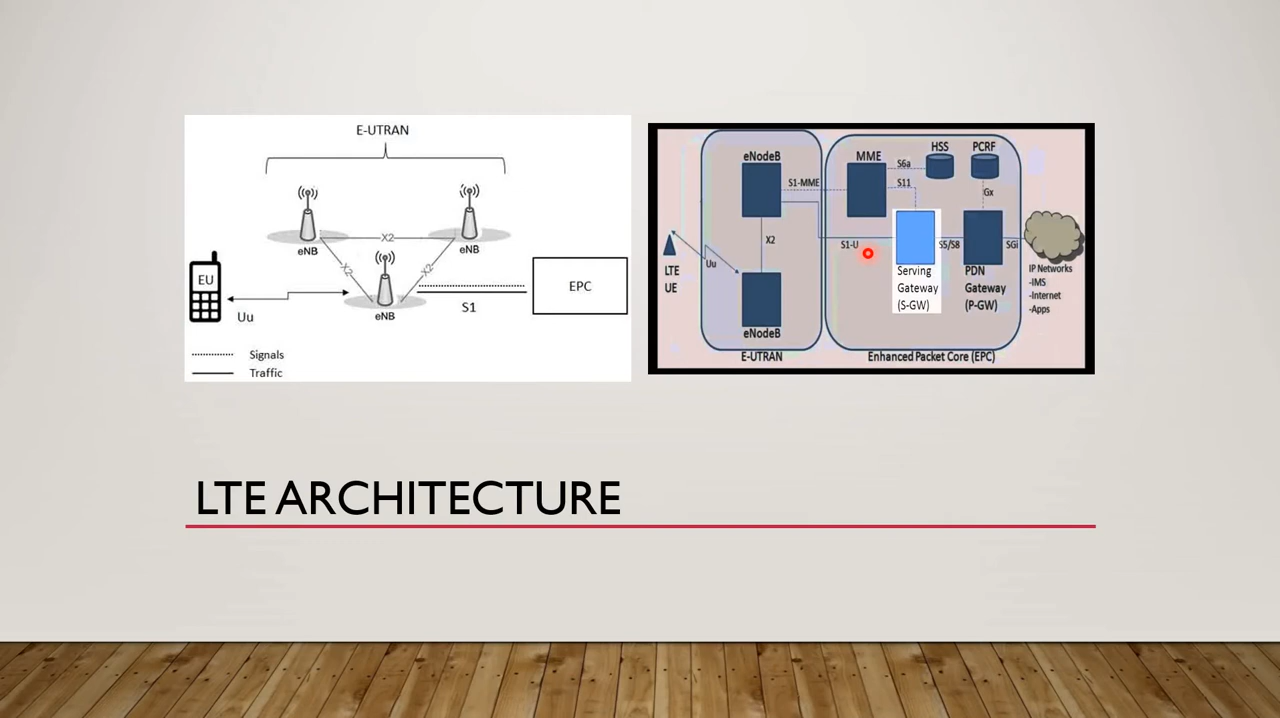 E-UTRAN
X2
eNB
eNB
EU
X2
X2
EPC
Uu
eNB
S1
Signals
Traffic
eNodeB
MME
HSS
PCRF
S6a
S1-MME
S11
Gx
X2
S1-U
S5/S8
SGi
Uu
LTE
UE
Serving
Gateway
(S-GW)
PDN
Gateway
(P-GW)
IP Networks
-IMS
-Internet
-Apps
eNodeB
E-UTRAN
Enhanced Packet Core (EPC)
LTE ARCHITECTURE